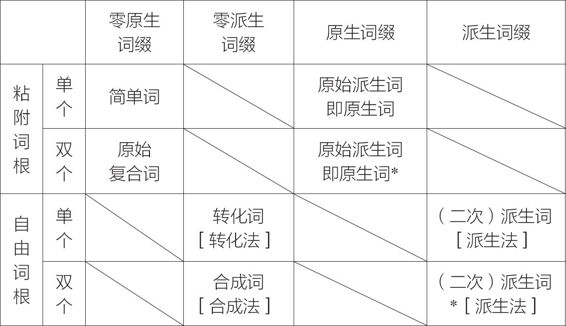 零原生
词缀
零派生
词缀
原生词缀
派生词缀
粘附词根
单个
简单词
原始派生词
即原生词
双个
原始
复合词
原始派生词
即原生词*
自由词根
单个
转化词
[转化法]
（二次）派生词
[派生法]
双个
合成词
[合成法]
（二次）派生词
*[派生法]